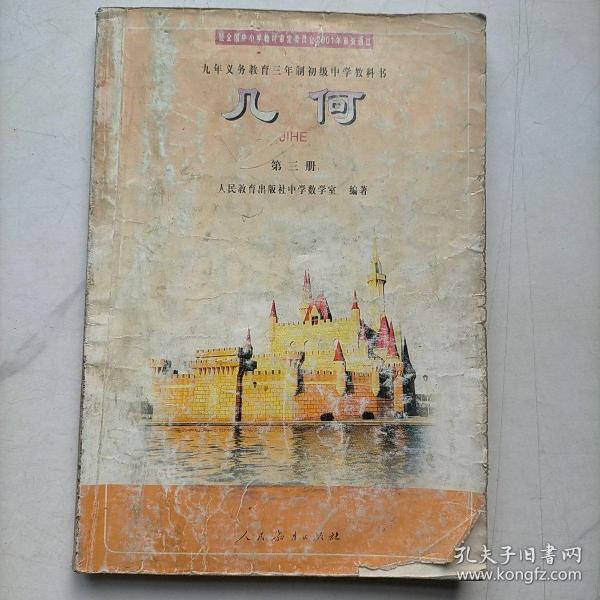 经全国中小学教材审定委员会2001年审查通过
九年义务教育三年制初级中学教科书
几何
JIHE
第三册
人民教育出版社中学数学室 编著
人民教育出版社
孔夫子旧书网
www.kongfz.com